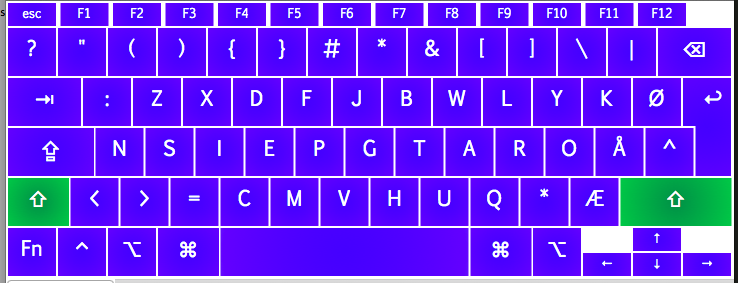 s esc F1 F2 F3 F4 F5 F6 F7 F8 F9 F10 F11 F12
? " ( ) { } # * & [ ] \ | ⌫
⇥ : Z X D F J B W L Y K Ø ↩
⇪ N S I E P G T A R O Å ^
⇧ < > = C M V H U Q * Æ ⇧
Fn ^ ⌥ ⌘ ⌘ ⌥ ↑
← ↓ →